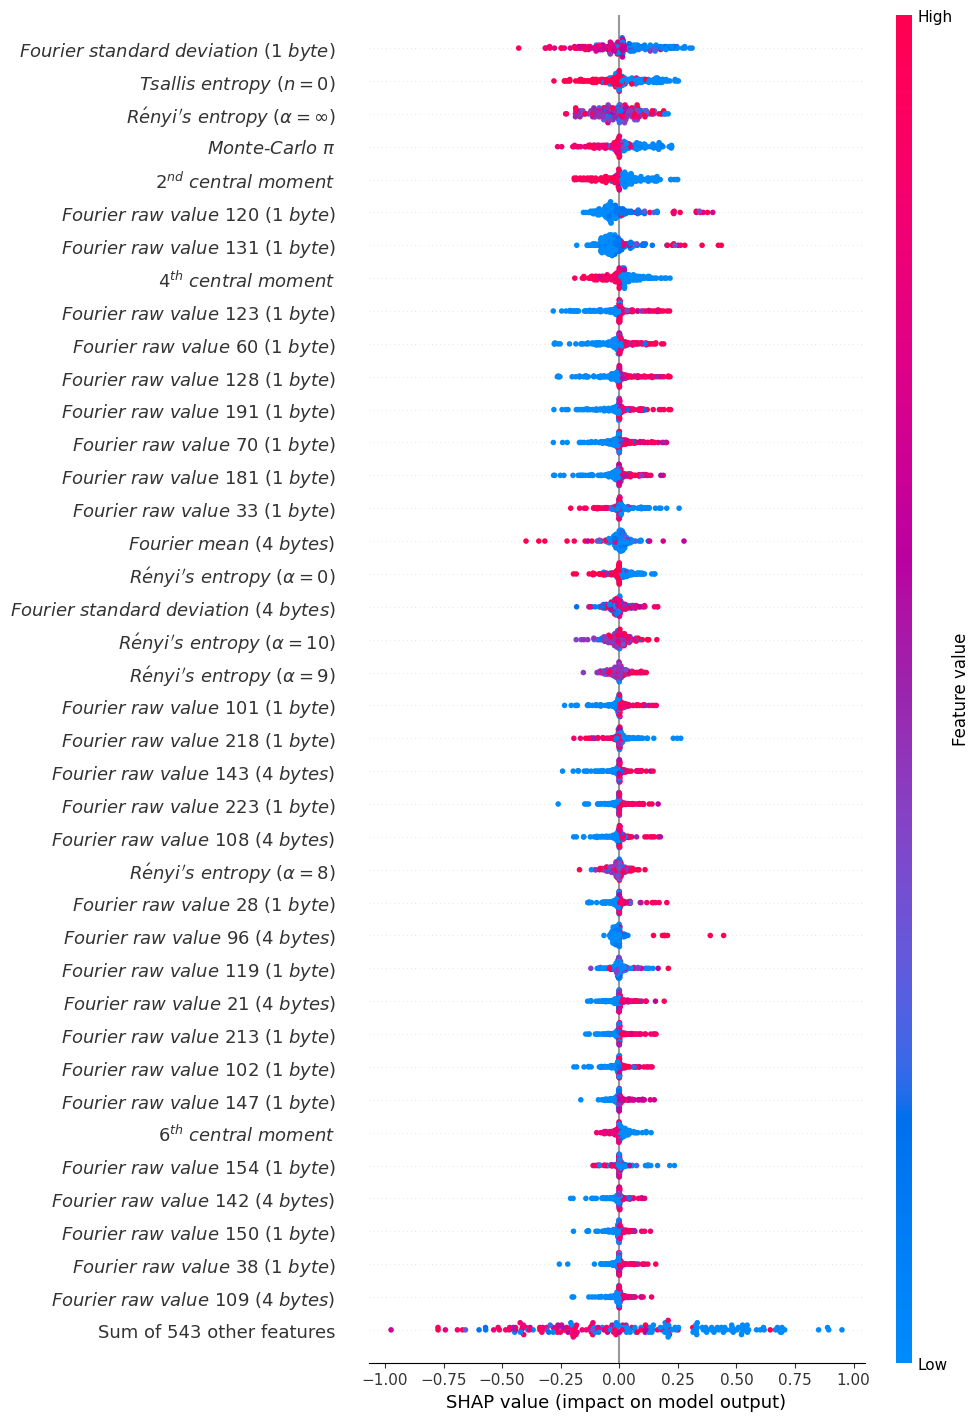 High
Fourier standard deviation (1 byte)
Tsallis entropy (n = 0)
Rényi′s entropy (α = ∞)
Monte-Carlo π
2ⁿᵈ central moment
Fourier raw value 120 (1 byte)
Fourier raw value 131 (1 byte)
4ᵗʰ central moment
Fourier raw value 123 (1 byte)
Fourier raw value 60 (1 byte)
Fourier raw value 128 (1 byte)
Fourier raw value 191 (1 byte)
Fourier raw value 70 (1 byte)
Fourier raw value 181 (1 byte)
Fourier raw value 33 (1 byte)
Fourier mean (4 bytes)
Rényi′s entropy (α = 0)
Fourier standard deviation (4 bytes)
Rényi′s entropy (α = 10)
Rényi′s entropy (α = 9)
Fourier raw value 101 (1 byte)
Fourier raw value 218 (1 byte)
Fourier raw value 143 (4 bytes)
Fourier raw value 223 (1 byte)
Fourier raw value 108 (4 bytes)
Rényi′s entropy (α = 8)
Fourier raw value 28 (1 byte)
Fourier raw value 96 (4 bytes)
Fourier raw value 119 (1 byte)
Fourier raw value 21 (4 bytes)
Fourier raw value 213 (1 byte)
Fourier raw value 102 (1 byte)
Fourier raw value 147 (1 byte)
6ᵗʰ central moment
Fourier raw value 154 (1 byte)
Fourier raw value 142 (4 bytes)
Fourier raw value 150 (1 byte)
Fourier raw value 38 (1 byte)
Fourier raw value 109 (4 bytes)
Sum of 543 other features
Feature value
Low
−1.00 −0.75 −0.50 −0.25 0.00 0.25 0.50 0.75 1.00
SHAP value (impact on model output)